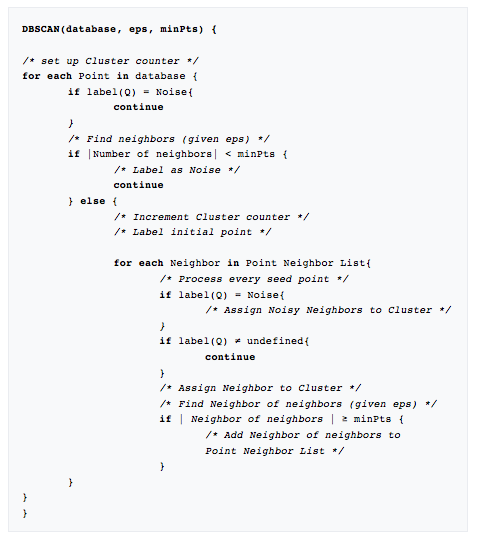 DBSCAN(database, eps, minPts) {
/* set up Cluster counter */
for each Point in database {
if label(Q) = Noise{
continue
}
/* Find neighbors (given eps) */
if |Number of neighbors| < minPts {
/* Label as Noise */
continue
} else {
/* Increment Cluster counter */
/* Label initial point */
for each Neighbor in Point Neighbor List{
/* Process every seed point */
if label(Q) = Noise{
/* Assign Noisy Neighbors to Cluster */
}
if label(Q) ≠ undefined{
continue
}
/* Assign Neighbor to Cluster */
/* Find Neighbor of neighbors (given eps) */
if | Neighbor of neighbors | ≥ minPts {
/* Add Neighbor of neighbors to
Point Neighbor List */
}
}
}
}